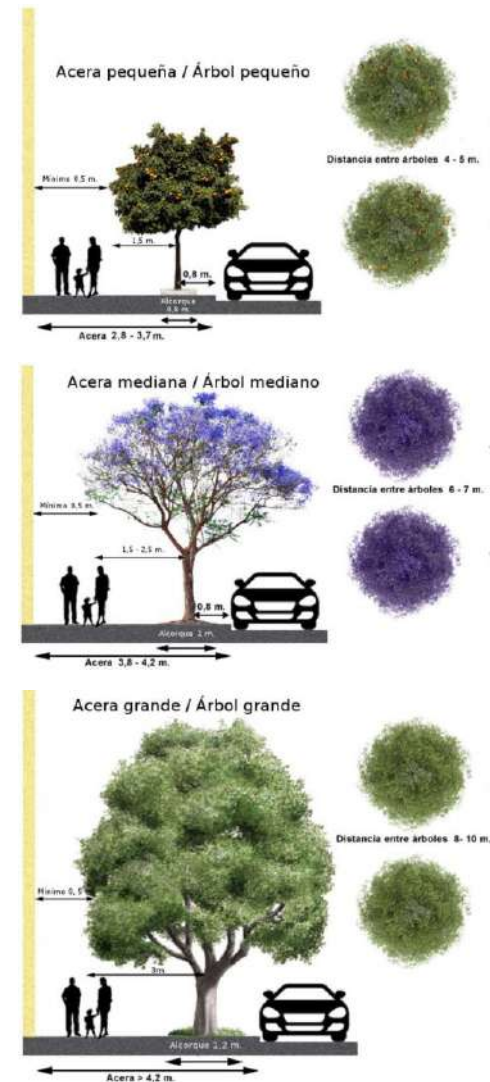 Acera pequeña / Árbol pequeño
Distancia entre árboles 4 - 5 m.
Mínimo 0,5 m.
1,5 m.
0,8 m.
Alcorque
0,8 m.
Acera 2,8 - 3,7m.
Acera mediana / Árbol mediano
Distancia entre árboles 6 - 7 m.
Mínimo 0,5 m.
1,5 - 2,5 m.
0,8 m.
Alcorque 1 m.
Acera 3,8 - 4,2 m.
Acera grande / Árbol grande
Distancia entre árboles 8- 10 m.
Mínimo 0, 5
3m.
Alcorque 1,2 m.
Acera > 4,2 m.